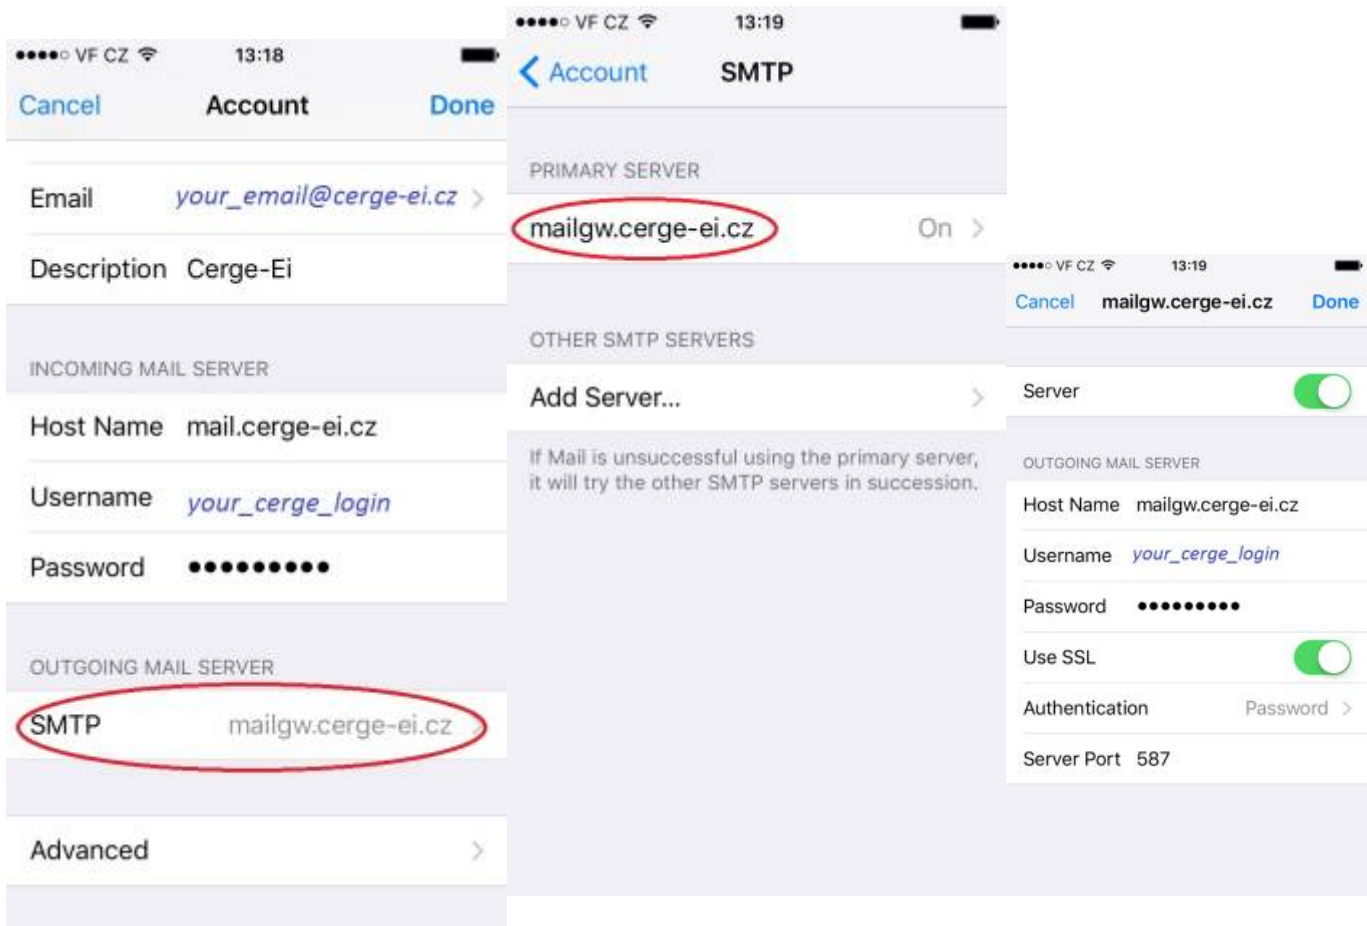 VF CZ 13:18
Cancel Account Done
Email your_email@cerge-ei.cz
Description Cerge-Ei
INCOMING MAIL SERVER
Host Name mail.cerge-ei.cz
Username your_cerge_login
Password •••••••••
OUTGOING MAIL SERVER
SMTP mailgw.cerge-ei.cz
Advanced
VF CZ 13:19
Account SMTP
PRIMARY SERVER
mailgw.cerge-ei.cz On
OTHER SMTP SERVERS
Add Server...
If Mail is unsuccessful using the primary server,
it will try the other SMTP servers in succession.
VF CZ 13:19
Cancel mailgw.cerge-ei.cz Done
Server
OUTGOING MAIL SERVER
Host Name mailgw.cerge-ei.cz
Username your_cerge_login
Password •••••••••
Use SSL
Authentication Password
Server Port 587